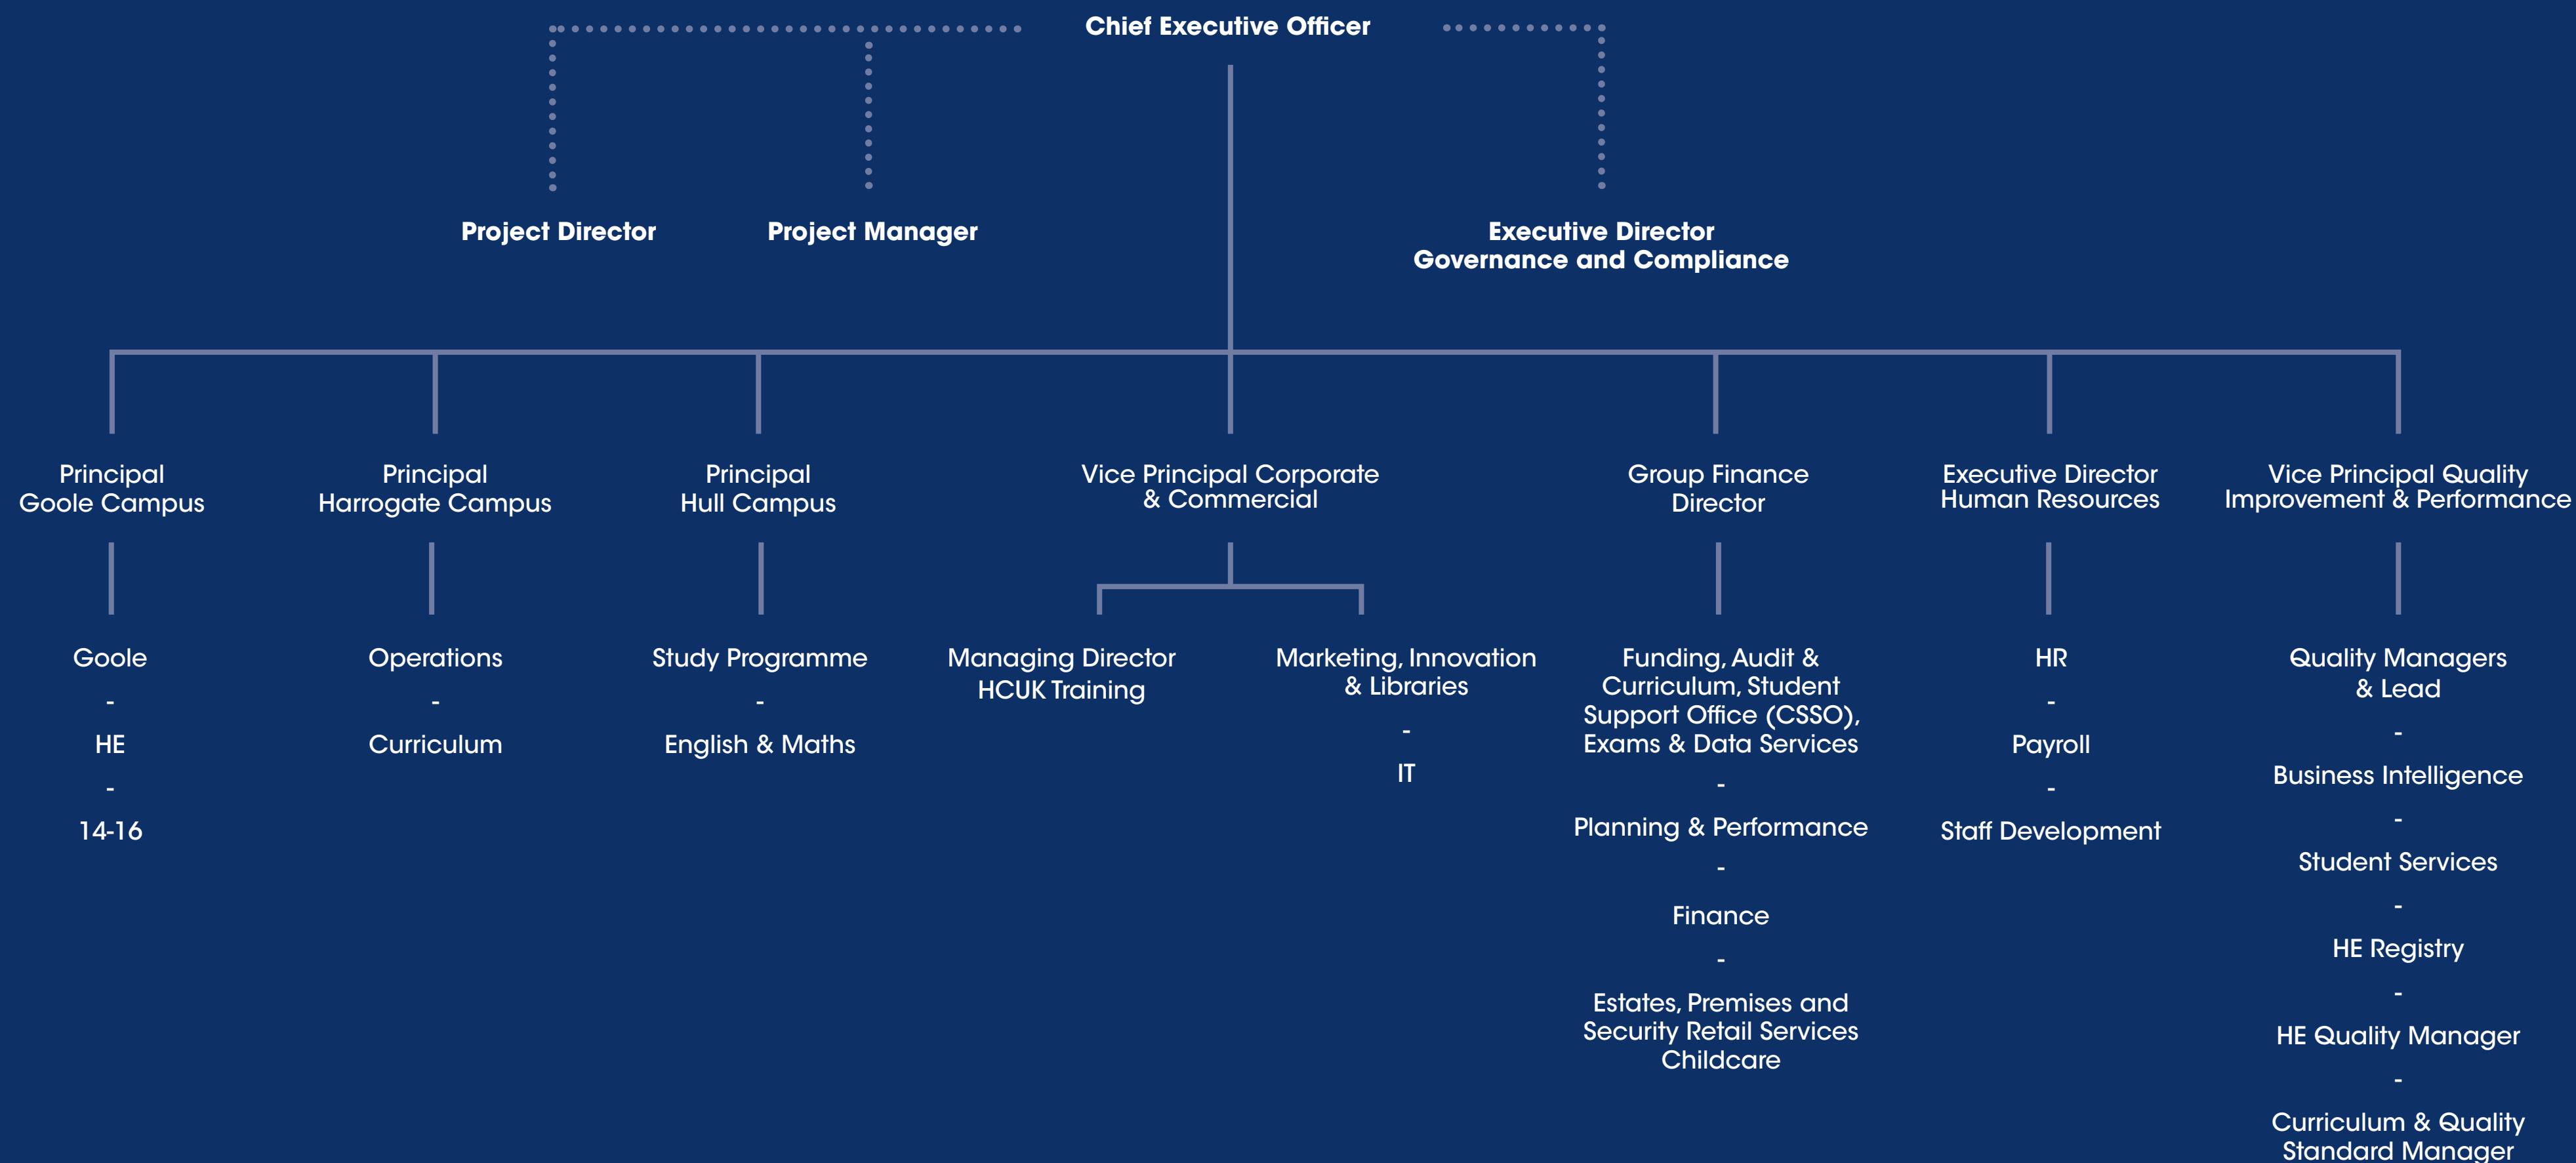 Chief Executive Officer
Project Director
Project Manager
Executive Director
Governance and Compliance
Principal
Goole Campus
Principal
Harrogate Campus
Principal
Hull Campus
Vice Principal Corporate
& Commercial
Group Finance
Director
Executive Director
Human Resources
Vice Principal Quality
Improvement & Performance
Goole
-
HE
-
14-16
Operations
-
Curriculum
Study Programme
-
English & Maths
Managing Director
HCUK Training
Marketing, Innovation
& Libraries
-
IT
Funding, Audit &
Curriculum, Student
Support Office (CSSO),
Exams & Data Services
-
Planning & Performance
-
Finance
-
Estates, Premises and
Security Retail Services
Childcare
HR
-
Payroll
-
Staff Development
Quality Managers
& Lead
-
Business Intelligence
-
Student Services
-
HE Registry
-
HE Quality Manager
-
Curriculum & Quality
Standard Manager